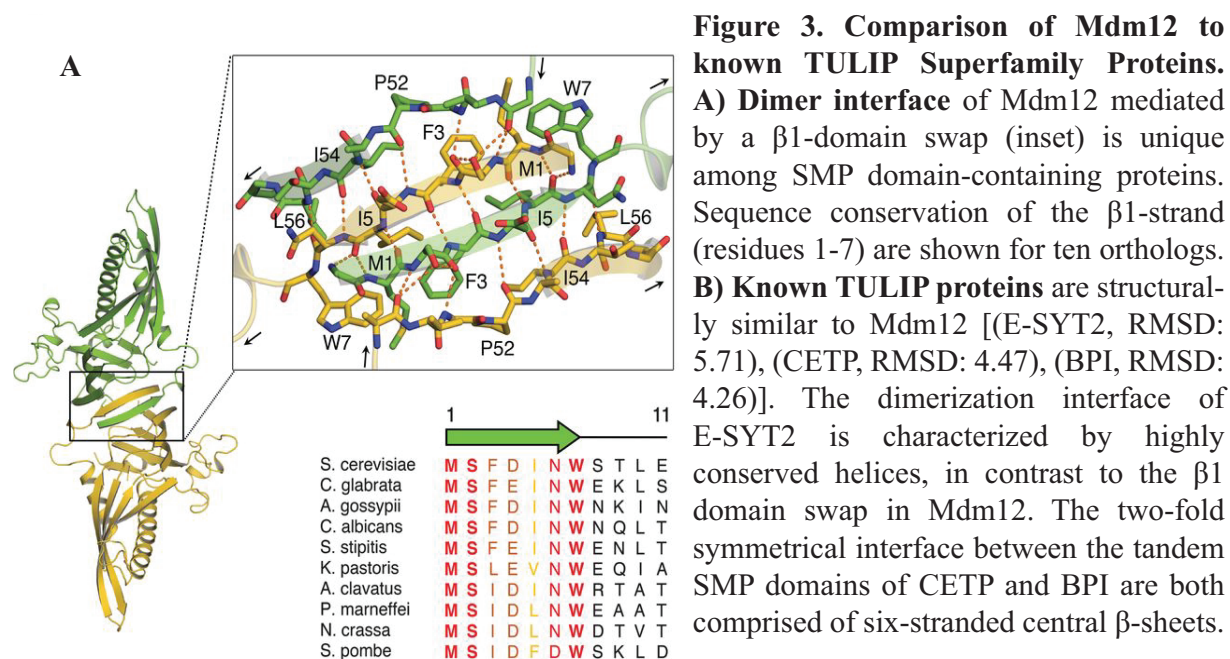 A
P52
W7
F3
I54
M1
L56
I5
I5
L56
M1
F3
I54
W7
P52
1 11
S. cerevisiae M S F D I N W S T L E
C. glabrata M S F E I N W E K L S
A. gossypii M S F D I N W N K I N
C. albicans M S F D I N W N Q L T
S. stipitis M S F E I N W E N L T
K. pastoris M S L E V N W E Q I A
A. clavatus M S I D I N W R T A T
P. marneffei M S I D L N W E A A T
N. crassa M S I D L N W D T V T
S. pombe M S I D F D W S K L D
Figure 3. Comparison of Mdm12 to
known TULIP Superfamily Proteins.
A) Dimer interface of Mdm12 mediated
by a β1-domain swap (inset) is unique
among SMP domain-containing proteins.
Sequence conservation of the β1-strand
(residues 1-7) are shown for ten orthologs.
B) Known TULIP proteins are structural-
ly similar to Mdm12 [(E-SYT2, RMSD:
5.71), (CETP, RMSD: 4.47), (BPI, RMSD:
4.26)]. The dimerization interface of
E-SYT2 is characterized by highly
conserved helices, in contrast to the β1
domain swap in Mdm12. The two-fold
symmetrical interface between the tandem
SMP domains of CETP and BPI are both
comprised of six-stranded central β-sheets.